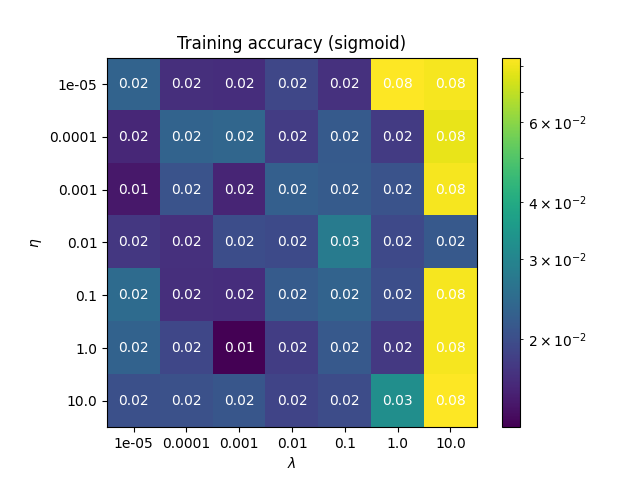 Training accuracy (sigmoid)
1e-05 0.02 0.02 0.02 0.02 0.02 0.08 0.08
0.0001 0.02 0.02 0.02 0.02 0.02 0.02 0.08
0.001 0.01 0.02 0.02 0.02 0.02 0.02 0.08
0.01 0.02 0.02 0.02 0.02 0.03 0.02 0.02
0.1 0.02 0.02 0.02 0.02 0.02 0.02 0.08
1.0 0.02 0.02 0.01 0.02 0.02 0.02 0.08
10.0 0.02 0.02 0.02 0.02 0.02 0.03 0.08
η
1e-05 0.0001 0.001 0.01 0.1 1.0 10.0
λ
6 × 10⁻²
4 × 10⁻²
3 × 10⁻²
2 × 10⁻²